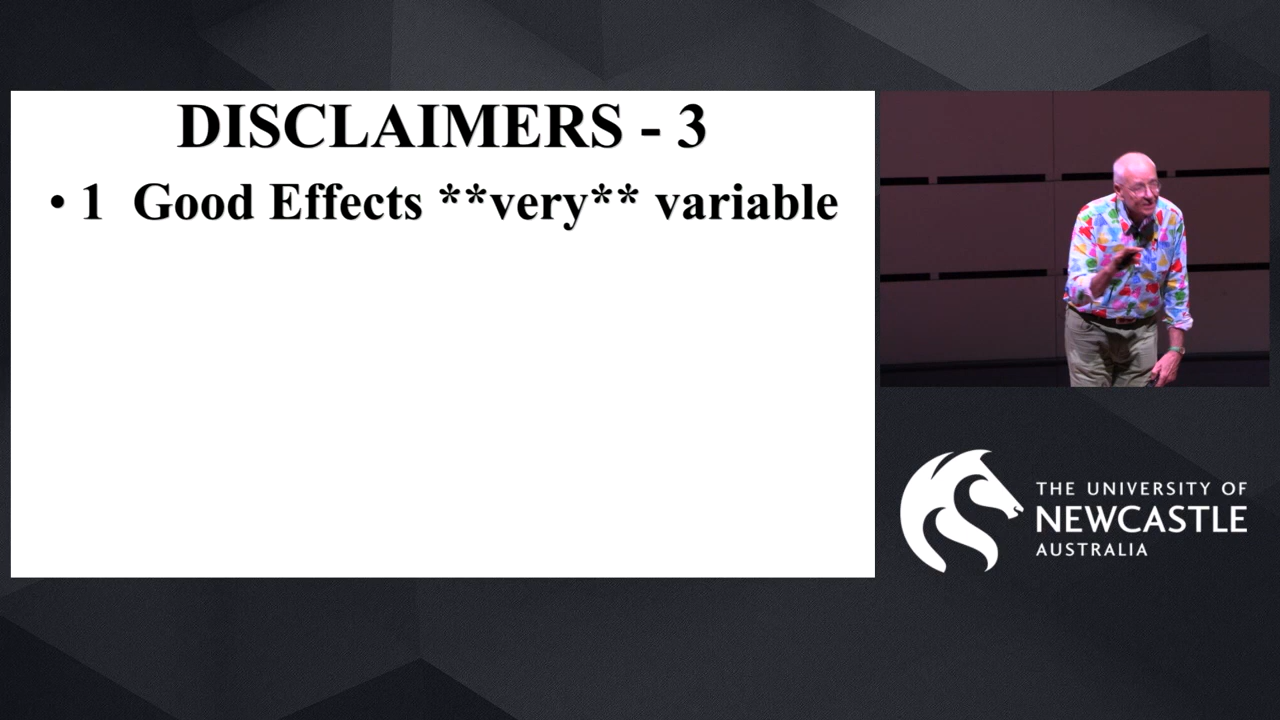 DISCLAIMERS - 3
• 1 Good Effects **very** variable
THE UNIVERSITY OF
NEWCASTLE
AUSTRALIA